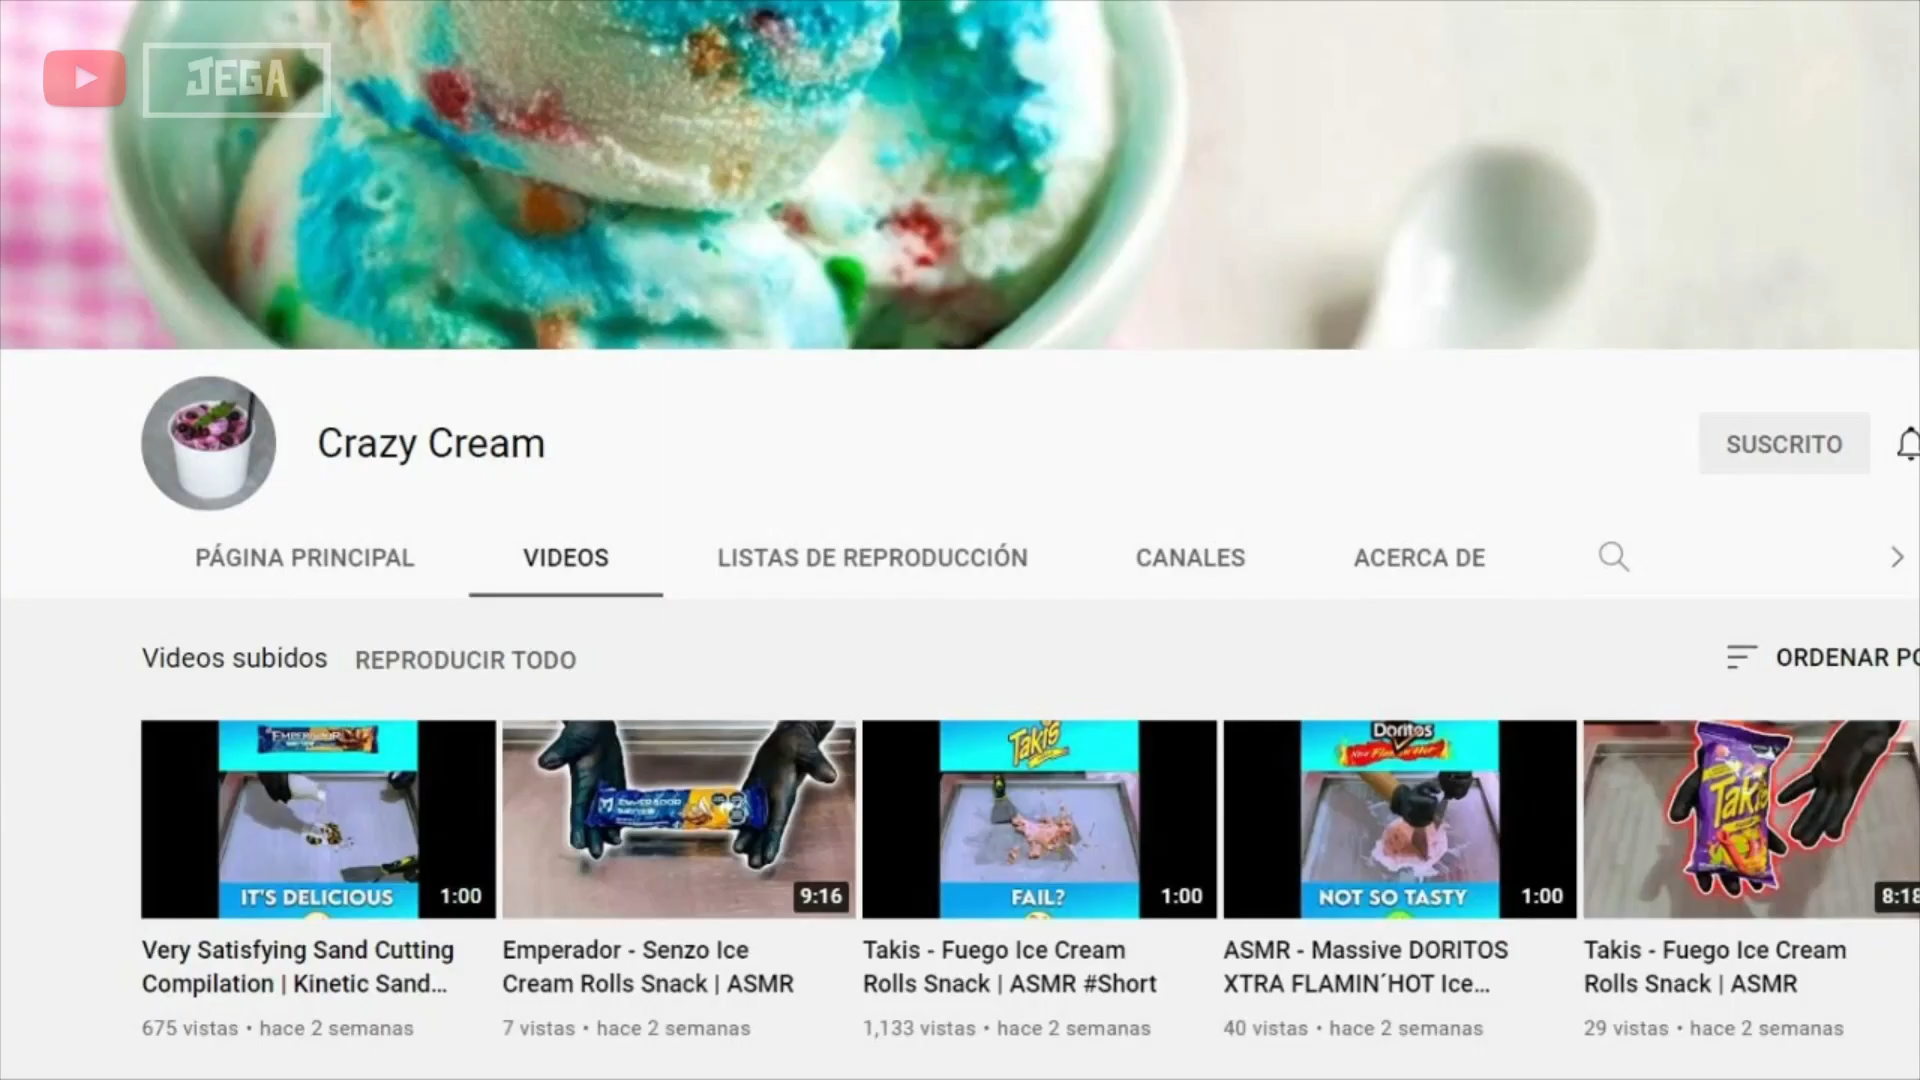 JEGA
Crazy Cream
SUSCRITO
PÁGINA PRINCIPAL
VIDEOS
LISTAS DE REPRODUCCIÓN
CANALES
ACERCA DE
Videos subidos
REPRODUCIR TODO
ORDENAR PO
EMPERADOR
IT'S DELICIOUS
1:00
EMPERADOR
SENZO
9:16
Takis
FAIL?
1:00
Doritos
NOT SO TASTY
1:00
Takis
8:18
Very Satisfying Sand Cutting
Compilation | Kinetic Sand...
675 vistas • hace 2 semanas
Emperador - Senzo Ice
Cream Rolls Snack | ASMR
7 vistas • hace 2 semanas
Takis - Fuego Ice Cream
Rolls Snack | ASMR #Short
1,133 vistas • hace 2 semanas
ASMR - Massive DORITOS
XTRA FLAMIN´HOT Ice...
40 vistas • hace 2 semanas
Takis - Fuego Ice Cream
Rolls Snack | ASMR
29 vistas • hace 2 semanas